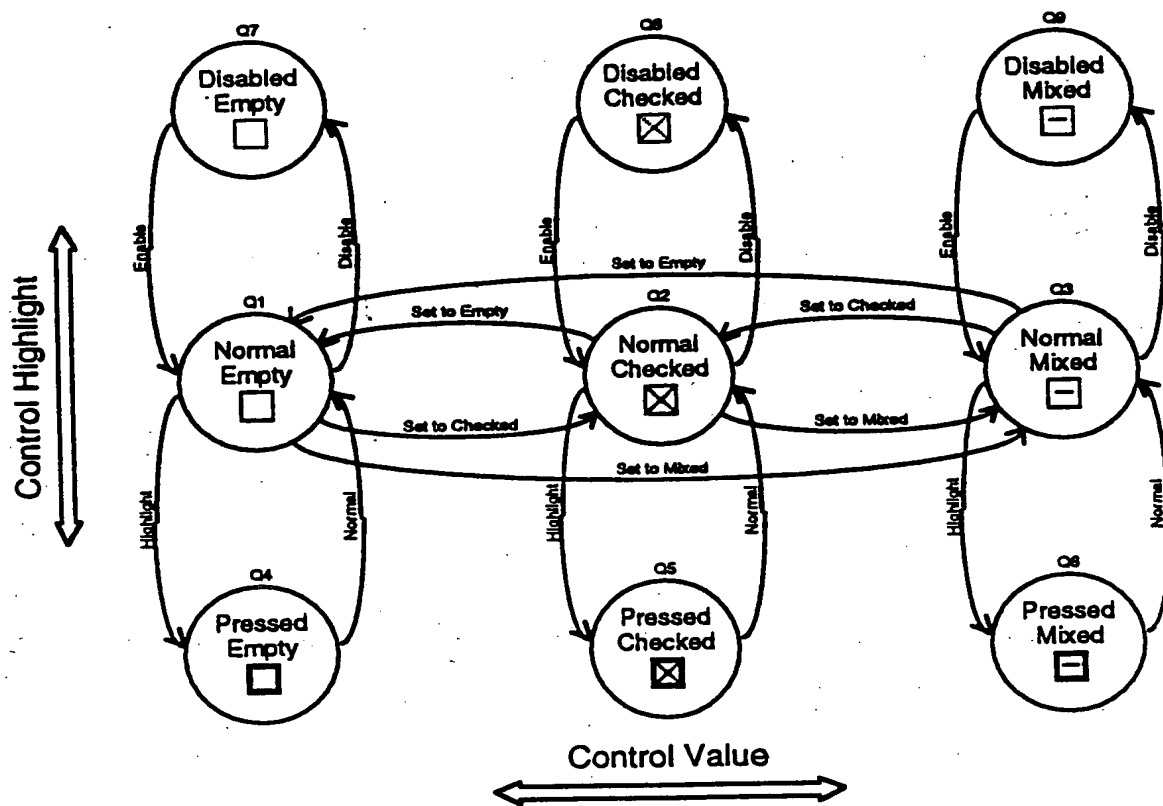 Q7
Q8
Q9
Disabled
Empty
Disabled
Checked
Disabled
Mixed
Enable
Disable
Enable
Disable
Enable
Disable
Set to Empty
Q1
Q2
Q3
Set to Empty
Set to Checked
Normal
Empty
Normal
Checked
Normal
Mixed
Control Highlight
Set to Checked
Set to Mixed
Set to Mixed
Highlight
Normal
Highlight
Normal
Highlight
Normal
Q4
Q5
Q6
Pressed
Empty
Pressed
Checked
Pressed
Mixed
Control Value